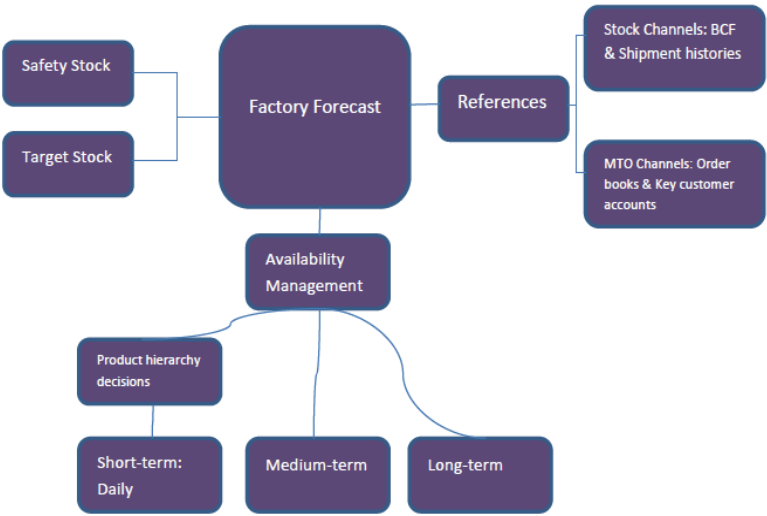 Safety Stock
Target Stock
Factory Forecast
References
Stock Channels: BCF
& Shipment histories
MTO Channels: Order
books & Key customer
accounts
Availability
Management
Product hierarchy
decisions
Short-term:
Daily
Medium-term
Long-term